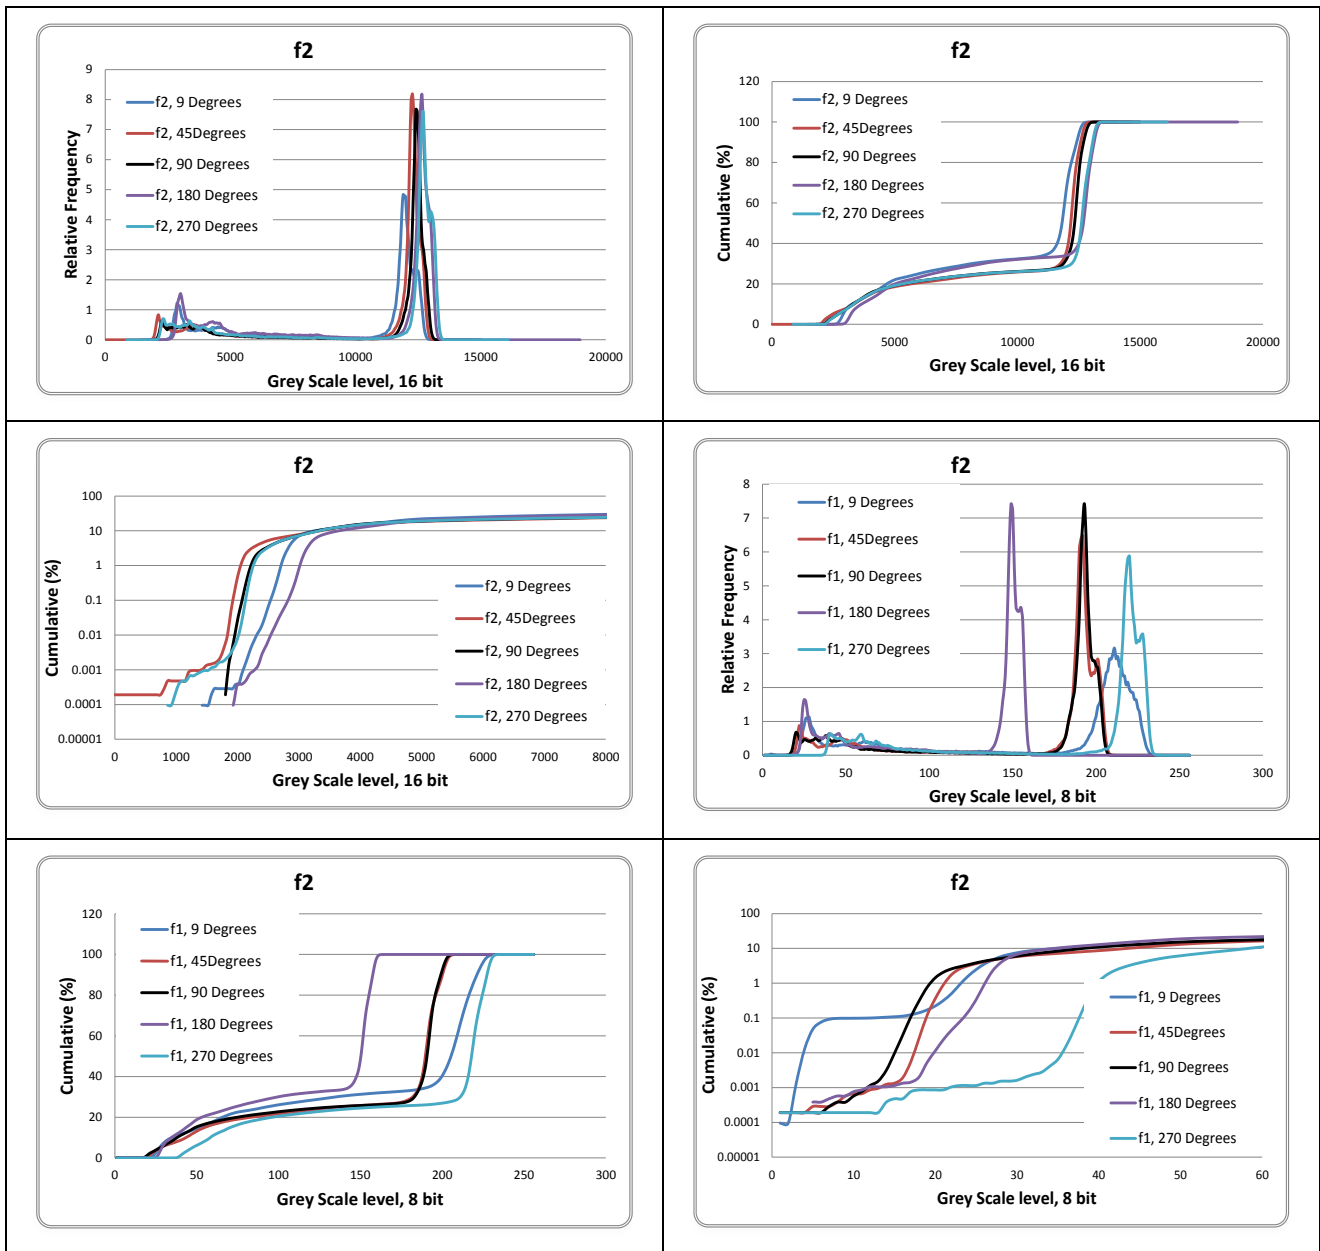 f2
Relative Frequency
9
8
7
6
5
4
3
2
1
0
f2, 9 Degrees
f2, 45Degrees
f2, 90 Degrees
f2, 180 Degrees
f2, 270 Degrees
0 5000 10000 15000 20000
Grey Scale level, 16 bit
f2
Cumulative (%)
120
100
80
60
40
20
0
f2, 9 Degrees
f2, 45Degrees
f2, 90 Degrees
f2, 180 Degrees
f2, 270 Degrees
0 5000 10000 15000 20000
Grey Scale level, 16 bit
f2
Cumulative (%)
100
10
1
0.1
0.01
0.001
0.0001
0.00001
f2, 9 Degrees
f2, 45Degrees
f2, 90 Degrees
f2, 180 Degrees
f2, 270 Degrees
0 1000 2000 3000 4000 5000 6000 7000 8000
Grey Scale level, 16 bit
f2
Relative Frequency
8
7
6
5
4
3
2
1
0
f1, 9 Degrees
f1, 45Degrees
f1, 90 Degrees
f1, 180 Degrees
f1, 270 Degrees
0 50 100 150 200 250 300
Grey Scale level, 8 bit
f2
Cumulative (%)
120
100
80
60
40
20
0
f1, 9 Degrees
f1, 45Degrees
f1, 90 Degrees
f1, 180 Degrees
f1, 270 Degrees
0 50 100 150 200 250 300
Grey Scale level, 8 bit
f2
Cumulative (%)
100
10
1
0.1
0.01
0.001
0.0001
0.00001
f1, 9 Degrees
f1, 45Degrees
f1, 90 Degrees
f1, 180 Degrees
f1, 270 Degrees
0 10 20 30 40 50 60
Grey Scale level, 8 bit